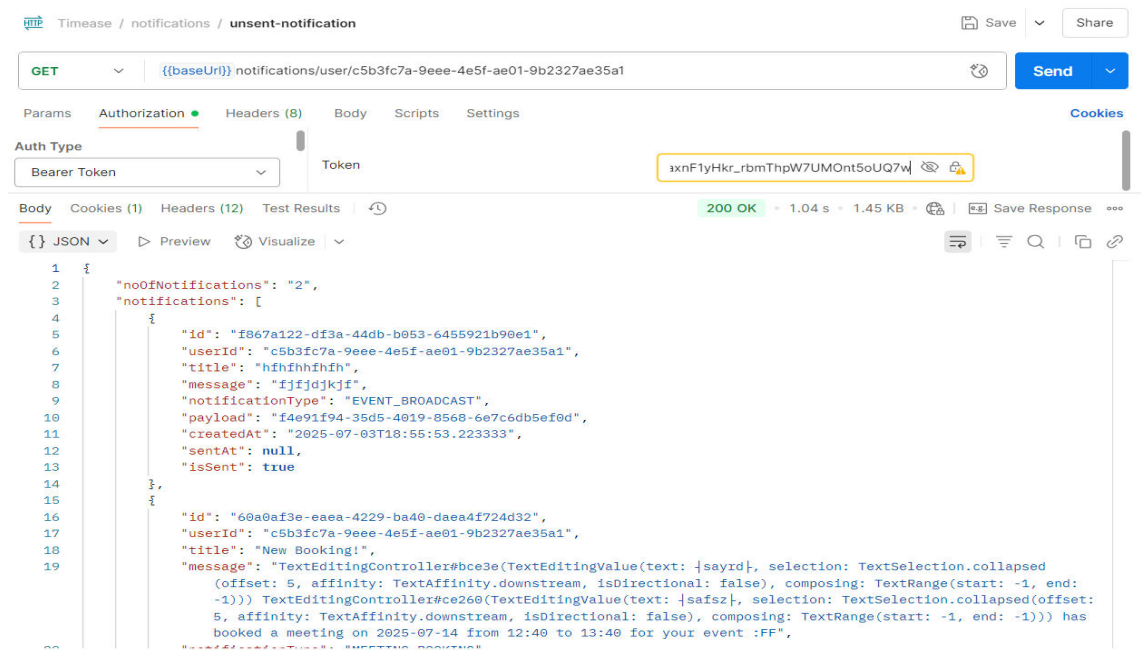 HTTP Timease / notifications / unsent-notification Save Share
GET {{baseUrl}} notifications/user/c5b3fc7a-9eee-4e5f-ae01-9b2327ae35a1 Send
Params Authorization Headers (8) Body Scripts Settings Cookies
Auth Type
Bearer Token
Token
axnF1yHkr_rbmThpW7UMOnt5oUQ7w
Body Cookies (1) Headers (12) Test Results 200 OK 1.04 s 1.45 KB e.g. Save Response
{} JSON Preview Visualize
1 {
2 "noOfNotifications": "2",
3 "notifications": [
4 {
5 "id": "f867a122-df3a-44db-b053-6455921b90e1",
6 "userId": "c5b3fc7a-9eee-4e5f-ae01-9b2327ae35a1",
7 "title": "hfhfhhfhfh",
8 "message": "fjfjdjkjf",
9 "notificationType": "EVENT_BROADCAST",
10 "payload": "f4e91f94-35d5-4019-8568-6e7c6db5ef0d",
11 "createdAt": "2025-07-03T18:55:53.223333",
12 "sentAt": null,
13 "isSent": true
14 },
15 {
16 "id": "60a0af3e-eaea-4229-ba40-daea4f724d32",
17 "userId": "c5b3fc7a-9eee-4e5f-ae01-9b2327ae35a1",
18 "title": "New Booking!",
19 "message": "TextEditingController#bce3e(TextEditingValue(text: ┤sayrd├, selection: TextSelection.collapsed
(offset: 5, affinity: TextAffinity.downstream, isDirectional: false), composing: TextRange(start: -1, end:
-1))) TextEditingController#ce260(TextEditingValue(text: ┤safsz├, selection: TextSelection.collapsed(offset:
5, affinity: TextAffinity.downstream, isDirectional: false), composing: TextRange(start: -1, end: -1))) has
booked a meeting on 2025-07-14 from 12:40 to 13:40 for your event :FF",